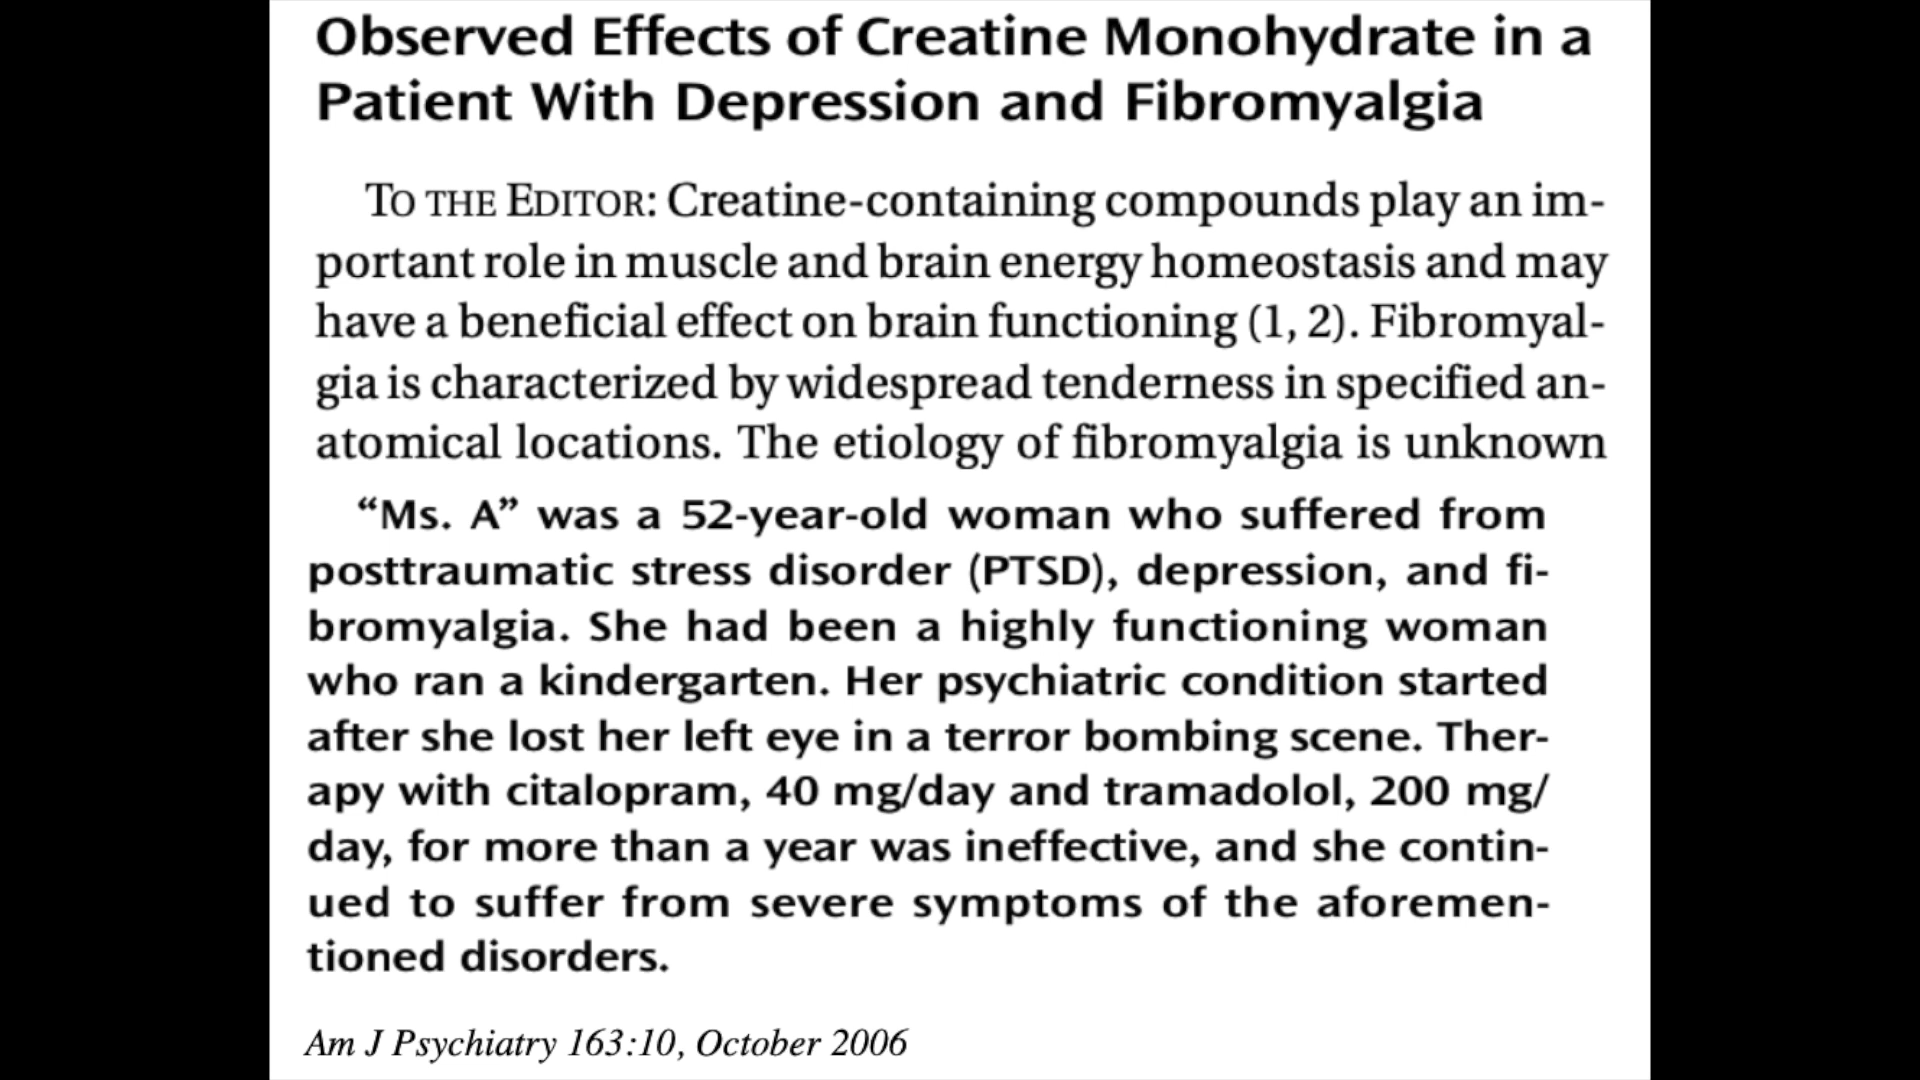 Observed Effects of Creatine Monohydrate in a
Patient With Depression and Fibromyalgia
TO THE EDITOR: Creatine-containing compounds play an im-
portant role in muscle and brain energy homeostasis and may
have a beneficial effect on brain functioning (1, 2). Fibromyal-
gia is characterized by widespread tenderness in specified an-
atomical locations. The etiology of fibromyalgia is unknown
“Ms. A” was a 52-year-old woman who suffered from
posttraumatic stress disorder (PTSD), depression, and fi-
bromyalgia. She had been a highly functioning woman
who ran a kindergarten. Her psychiatric condition started
after she lost her left eye in a terror bombing scene. Ther-
apy with citalopram, 40 mg/day and tramadolol, 200 mg/
day, for more than a year was ineffective, and she contin-
ued to suffer from severe symptoms of the aforemen-
tioned disorders.
Am J Psychiatry 163:10, October 2006